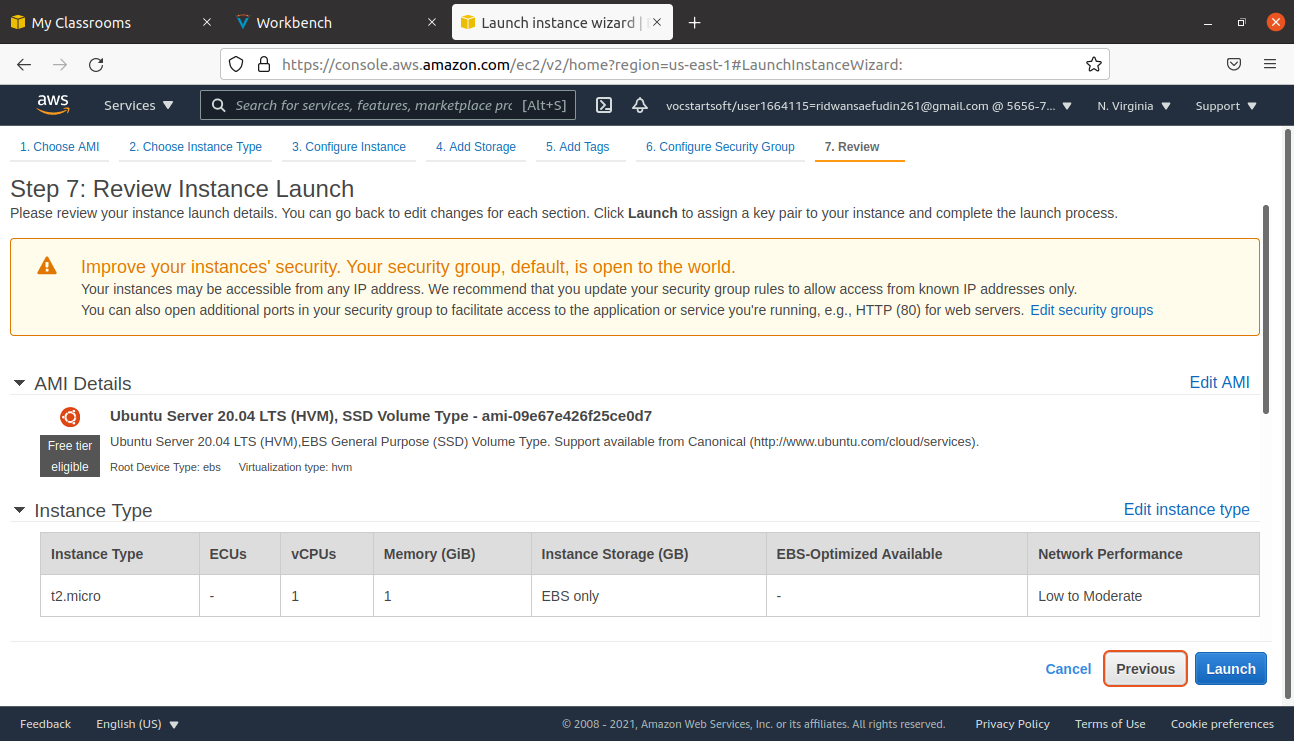 My Classrooms
Workbench
Launch instance wizard |
https://console.aws.amazon.com/ec2/v2/home?region=us-east-1#LaunchInstanceWizard:
aws
Services
Search for services, features, marketplace prc [Alt+S]
vocstartsoft/user1664115=ridwansaefudin261@gmail.com @ 5656-7...
N. Virginia
Support
1. Choose AMI
2. Choose Instance Type
3. Configure Instance
4. Add Storage
5. Add Tags
6. Configure Security Group
7. Review
Step 7: Review Instance Launch
Please review your instance launch details. You can go back to edit changes for each section. Click Launch to assign a key pair to your instance and complete the launch process.
Improve your instances' security. Your security group, default, is open to the world.
Your instances may be accessible from any IP address. We recommend that you update your security group rules to allow access from known IP addresses only.
You can also open additional ports in your security group to facilitate access to the application or service you're running, e.g., HTTP (80) for web servers. Edit security groups
AMI Details
Edit AMI
Ubuntu Server 20.04 LTS (HVM), SSD Volume Type - ami-09e67e426f25ce0d7
Free tier
eligible
Ubuntu Server 20.04 LTS (HVM),EBS General Purpose (SSD) Volume Type. Support available from Canonical (http://www.ubuntu.com/cloud/services).
Root Device Type: ebs Virtualization type: hvm
Instance Type
Edit instance type
Instance Type ECUs vCPUs Memory (GiB) Instance Storage (GB) EBS-Optimized Available Network Performance
t2.micro - 1 1 EBS only - Low to Moderate
Cancel
Previous
Launch
Feedback
English (US)
© 2008 - 2021, Amazon Web Services, Inc. or its affiliates. All rights reserved.
Privacy Policy
Terms of Use
Cookie preferences